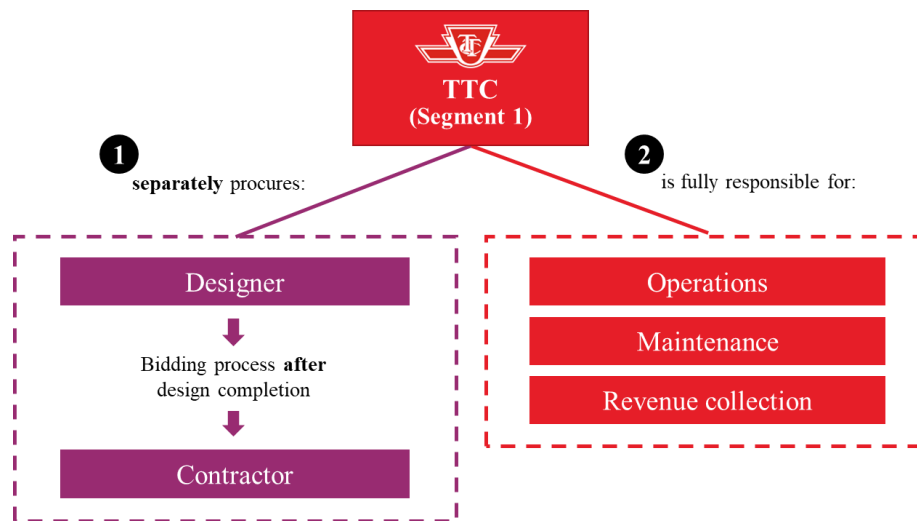 TTC
TTC
(Segment 1)
1
separately procures:
2
is fully responsible for:
Designer
Bidding process after
design completion
Contractor
Operations
Maintenance
Revenue collection